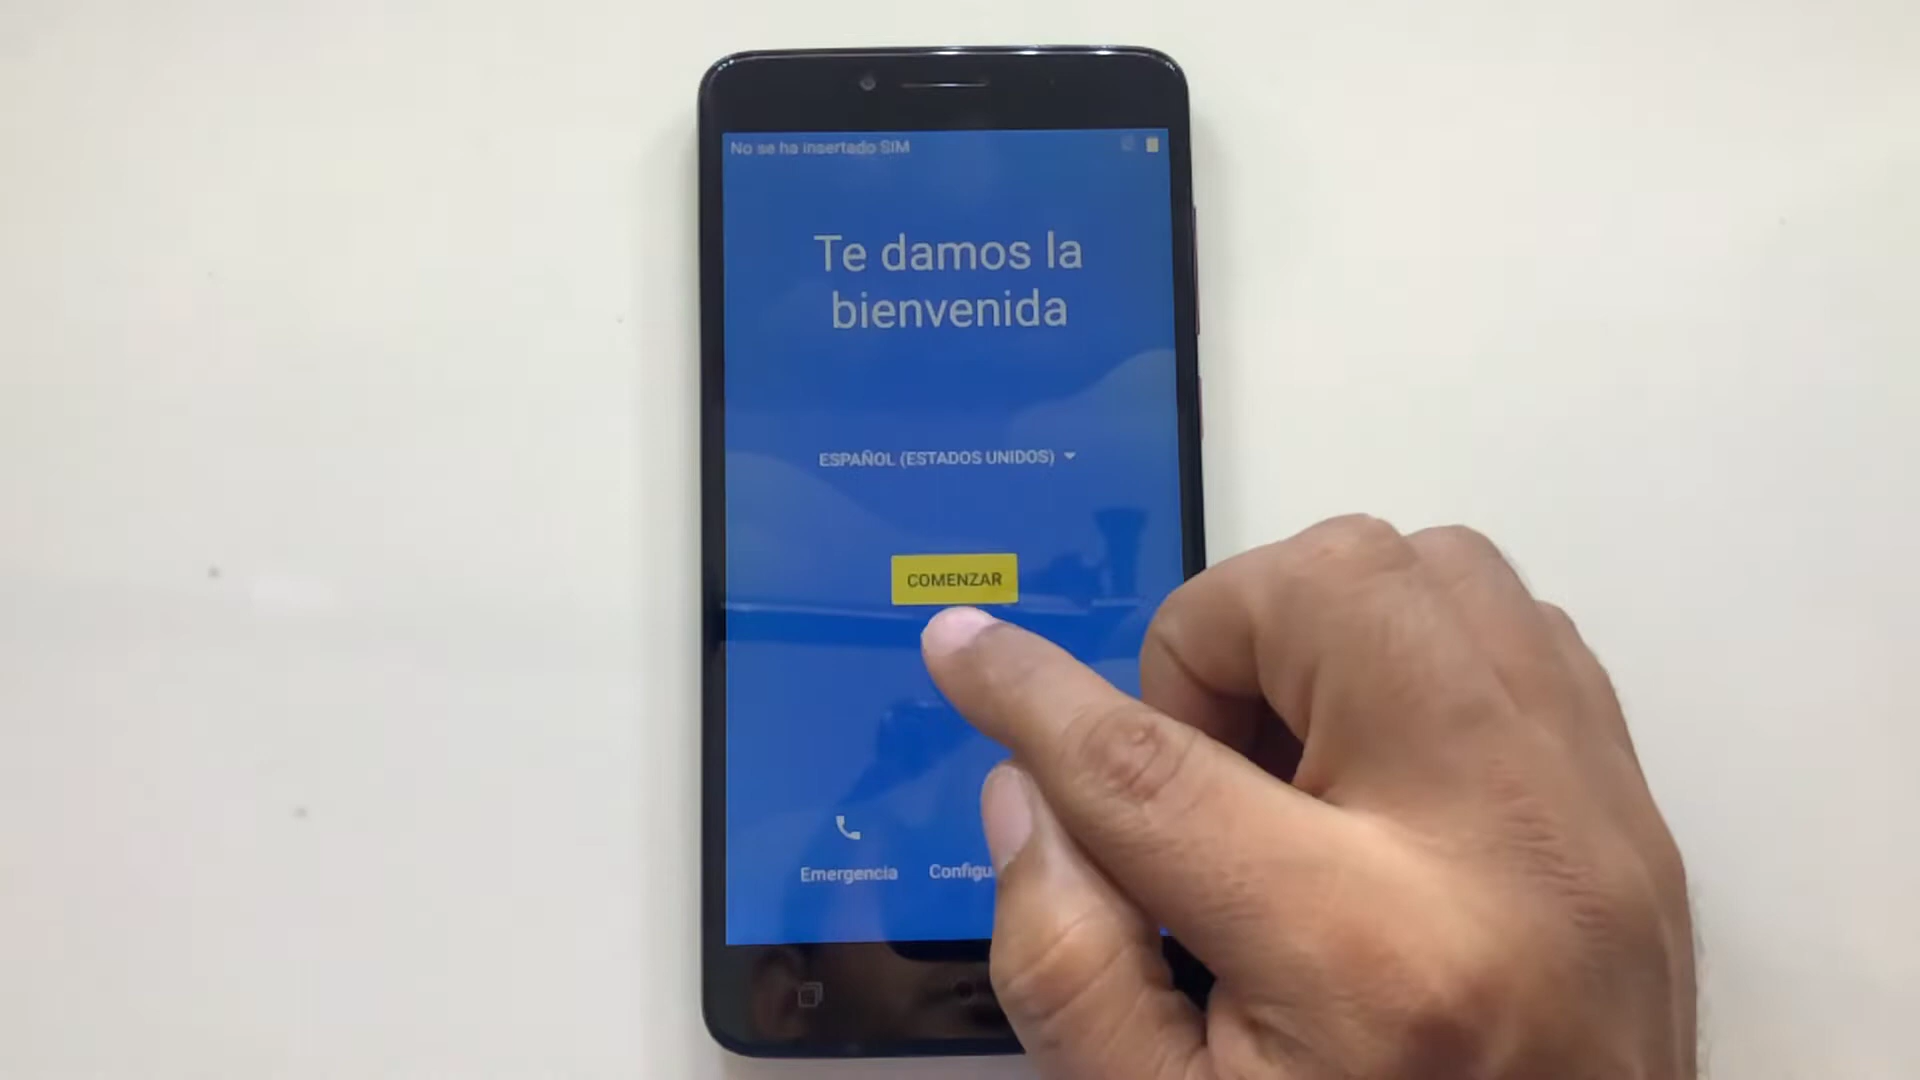 No se ha insertado SIM
Te damos la
bienvenida
ESPAÑOL (ESTADOS UNIDOS)
COMENZAR
Emergencia
Configu